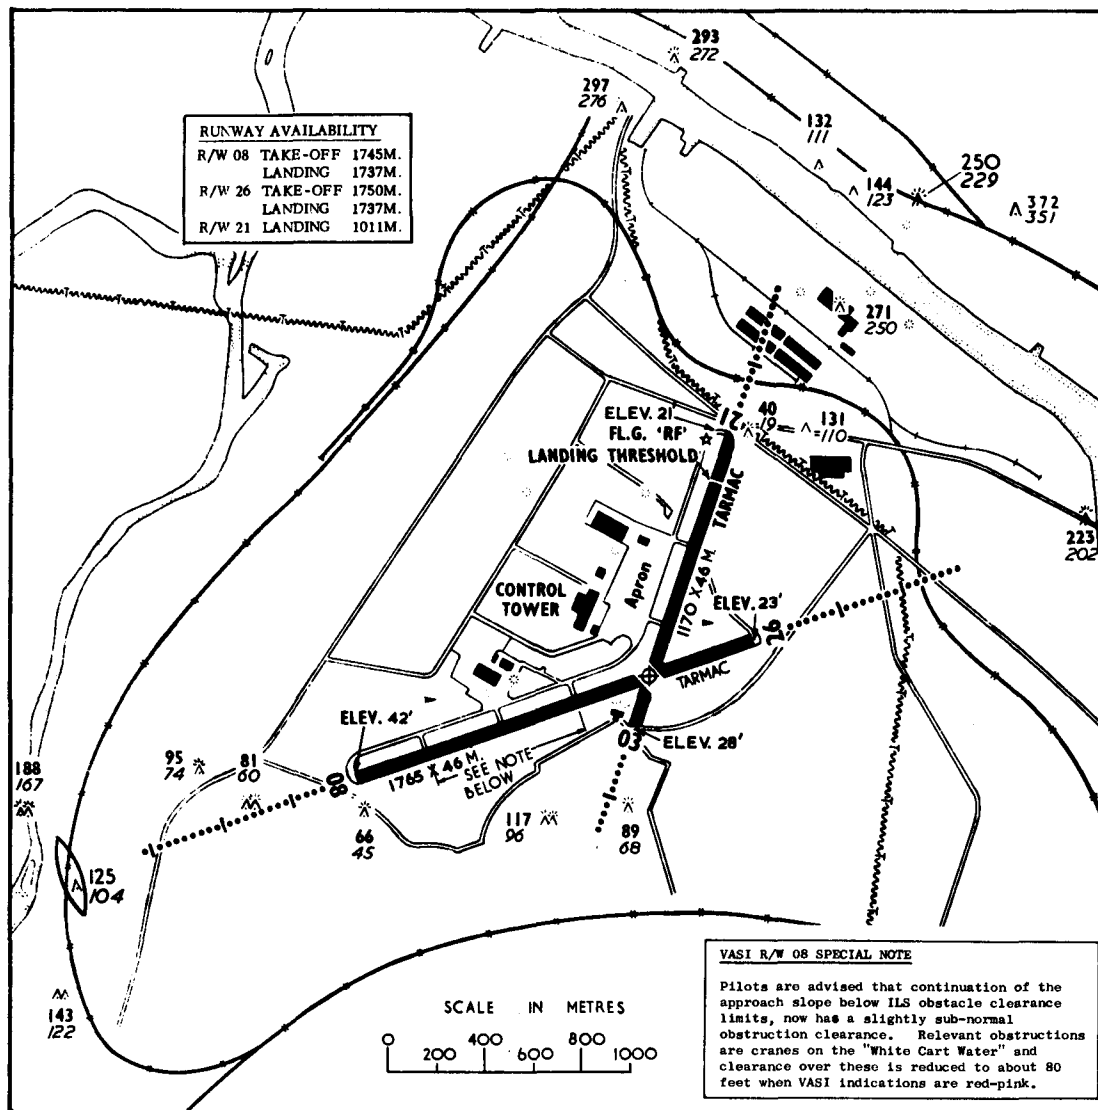 293
272
297
276
132
111
144
123
250
229
372
351
RUNWAY AVAILABILITY
R/W 08 TAKE-OFF 1745M.
LANDING 1737M.
R/W 26 TAKE-OFF 1750M.
LANDING 1737M.
R/W 21 LANDING 1011M.
271
250
ELEV. 21'
FL.G. 'RF'
LANDING THRESHOLD
21
40
19
131
110
TARMAC
1170 X 46 M.
223
202
CONTROL
TOWER
Apron
ELEV. 23'
26
TARMAC
ELEV. 42'
03
ELEV. 28'
08
1765 X 46 M.
SEE NOTE
BELOW
188
167
95
74
81
60
66
45
117
96
89
68
125
104
143
122
SCALE IN METRES
0 200 400 600 800 1000
VASI R/W 08 SPECIAL NOTE
Pilots are advised that continuation of the
approach slope below ILS obstacle clearance
limits, now has a slightly sub-normal
obstruction clearance. Relevant obstructions
are cranes on the "White Cart Water" and
clearance over these is reduced to about 80
feet when VASI indications are red-pink.